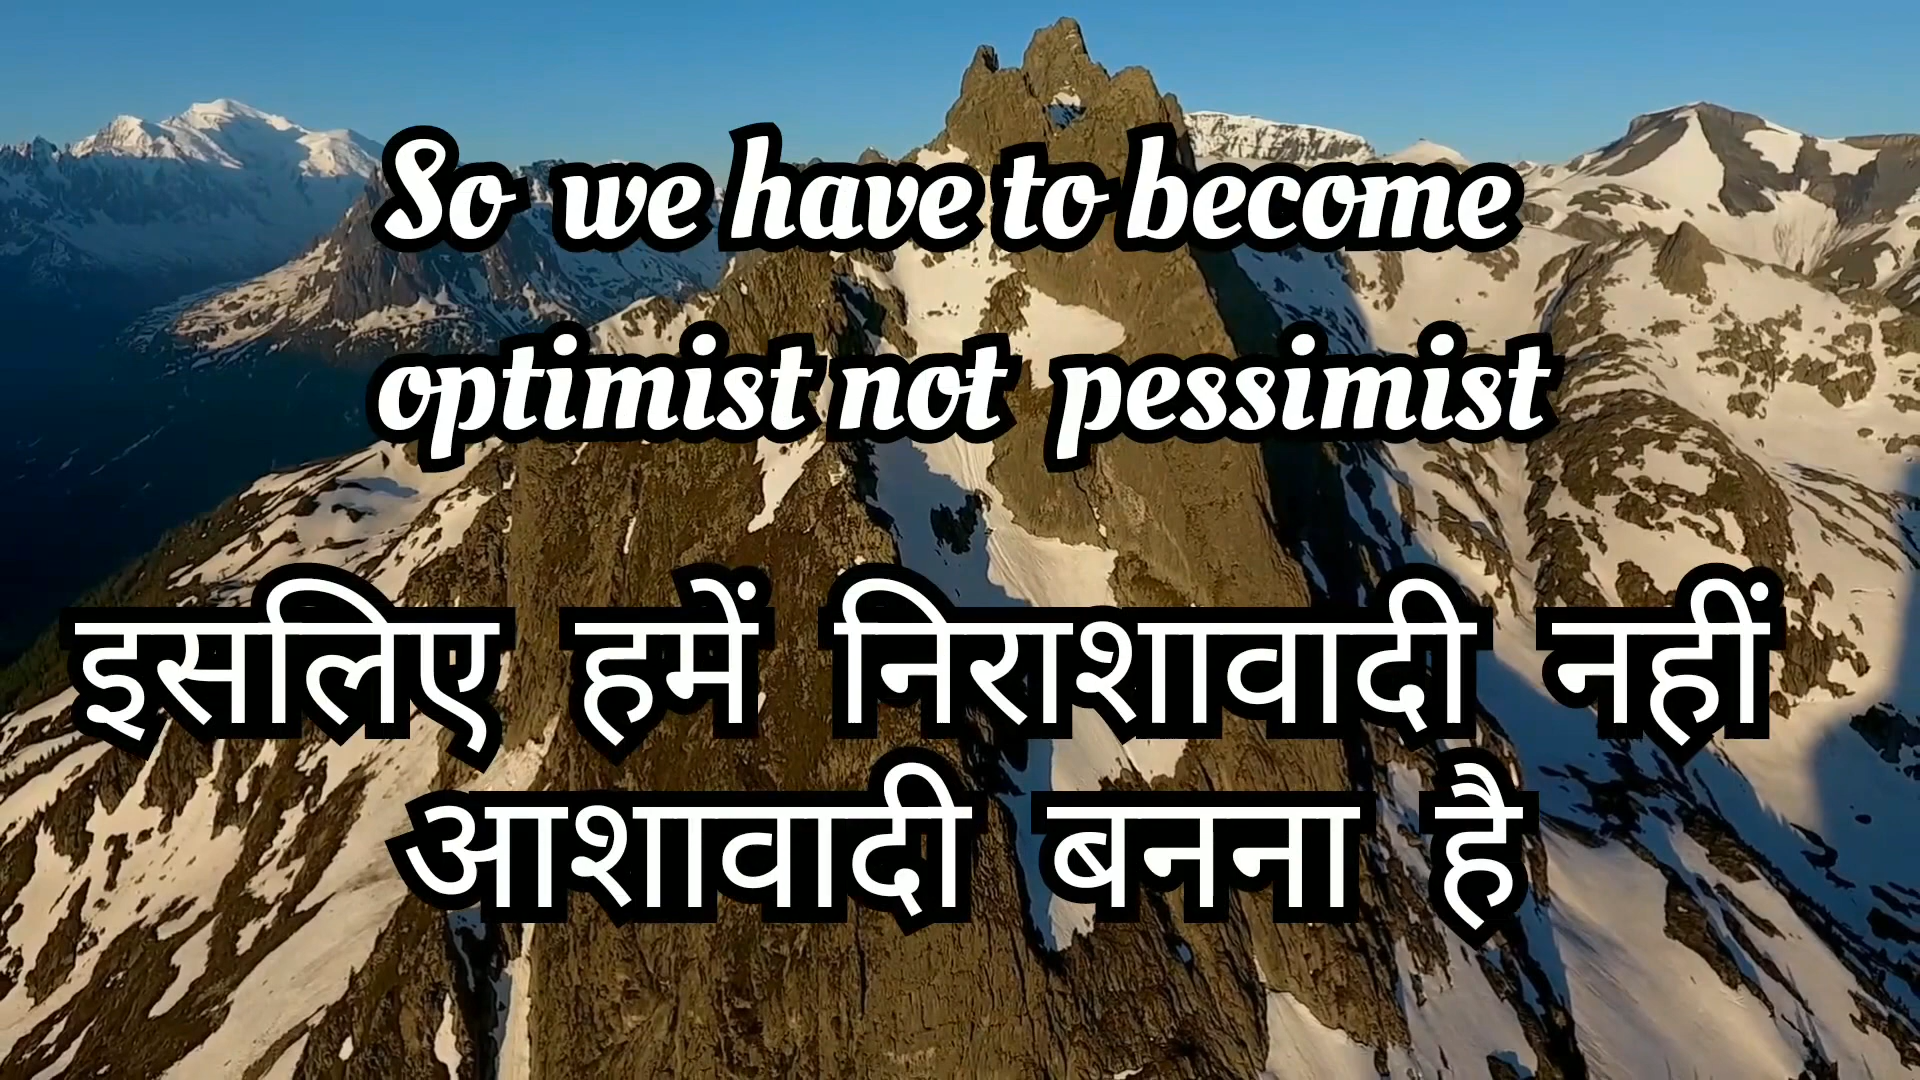 So we have to become
optimist not pessimist
इसलिए हमें निराशावादी नहीं
आशावादी बनना है